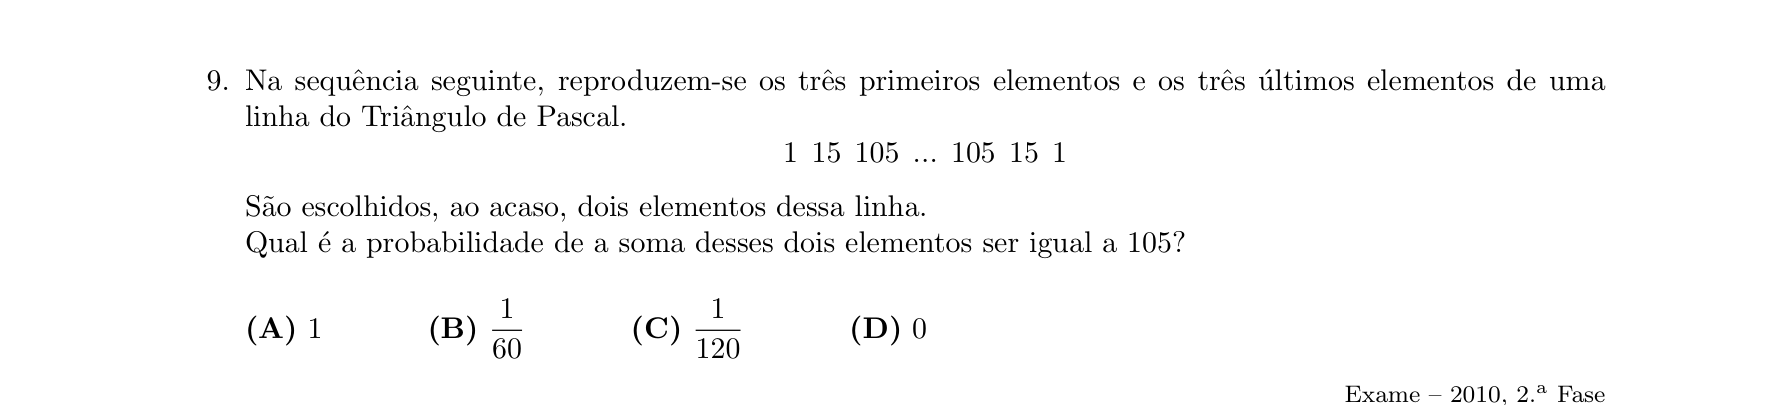 9. Na sequência seguinte, reproduzem-se os três primeiros elementos e os três últimos elementos de uma
linha do Triângulo de Pascal.
1 15 105 ... 105 15 1
São escolhidos, ao acaso, dois elementos dessa linha.
Qual é a probabilidade de a soma desses dois elementos ser igual a 105?
(A) 1 (B) 1/60 (C) 1/120 (D) 0
Exame – 2010, 2.ª Fase